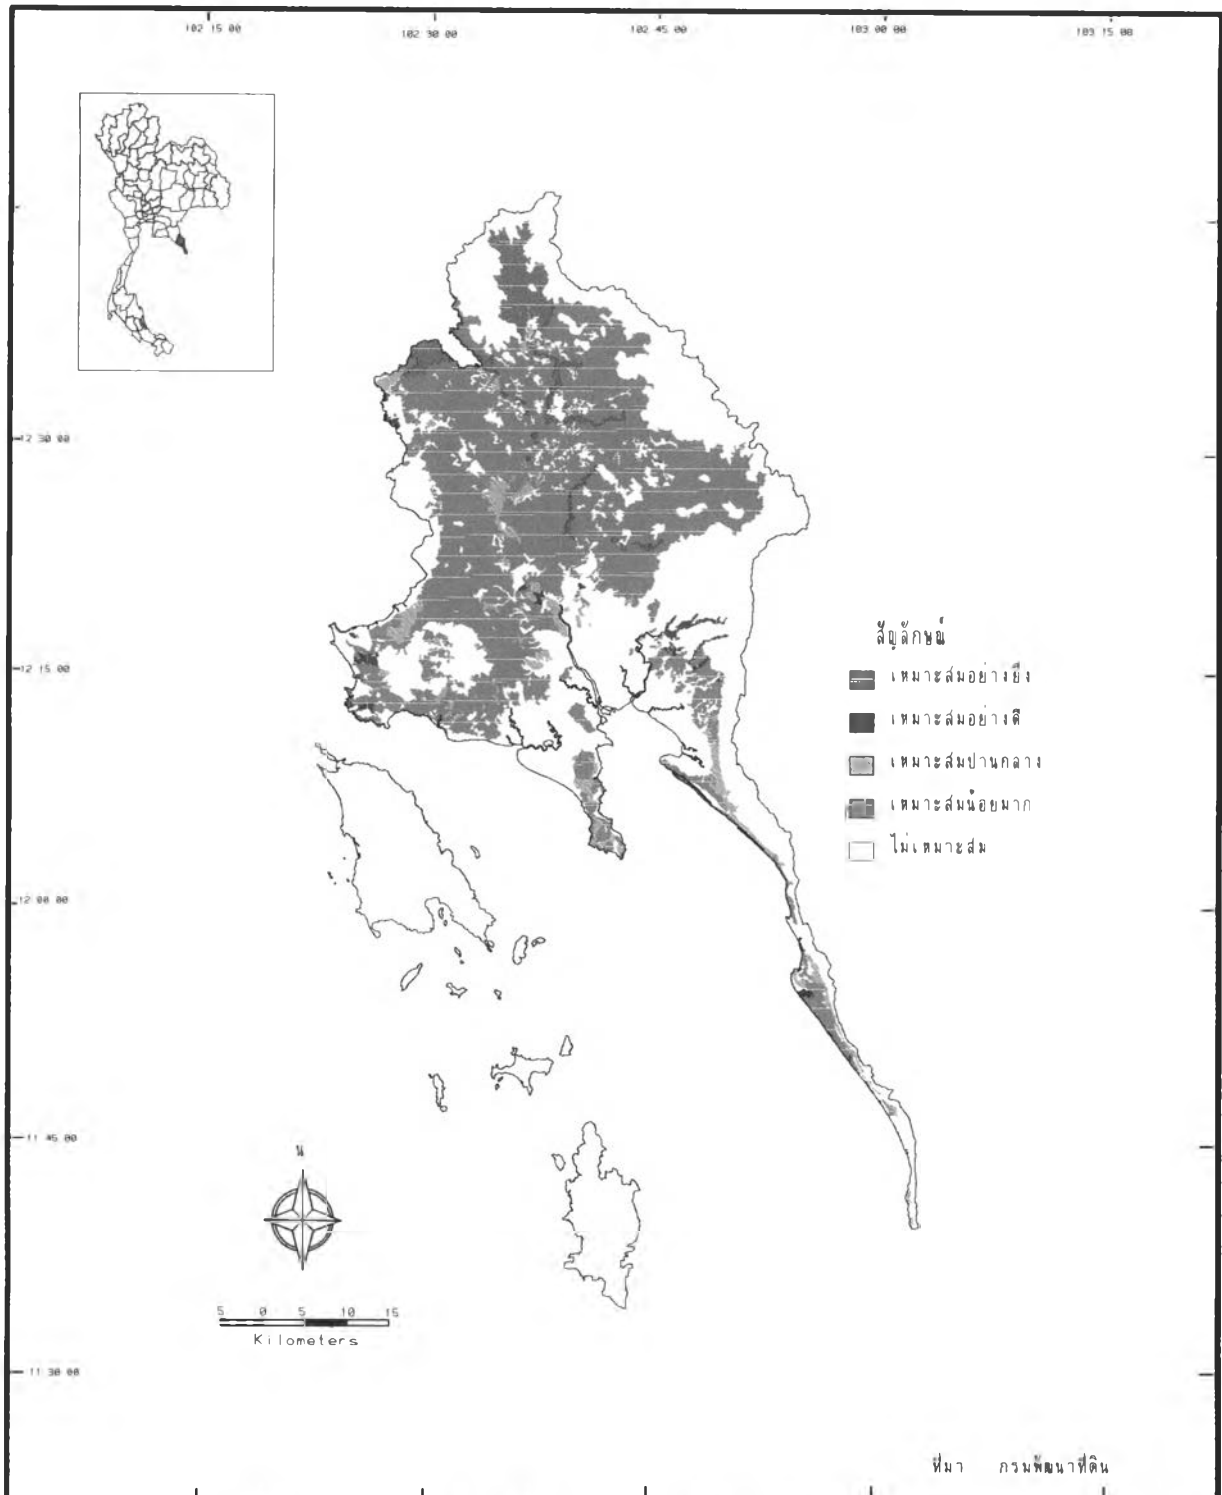 102 15 00
102 30 00
102 45 00
103 00 00
103 15 00
12 30 00
12 15 00
12 00 00
11 45 00
11 30 00
สัญลักษณ์
เหมาะสมอย่างยิ่ง
เหมาะสมอย่างดี
เหมาะสมปานกลาง
เหมาะสมน้อยมาก
ไม่เหมาะสม
น
5 0 5 10 15
Kilometers
ที่มา กรมพัฒนาที่ดิน